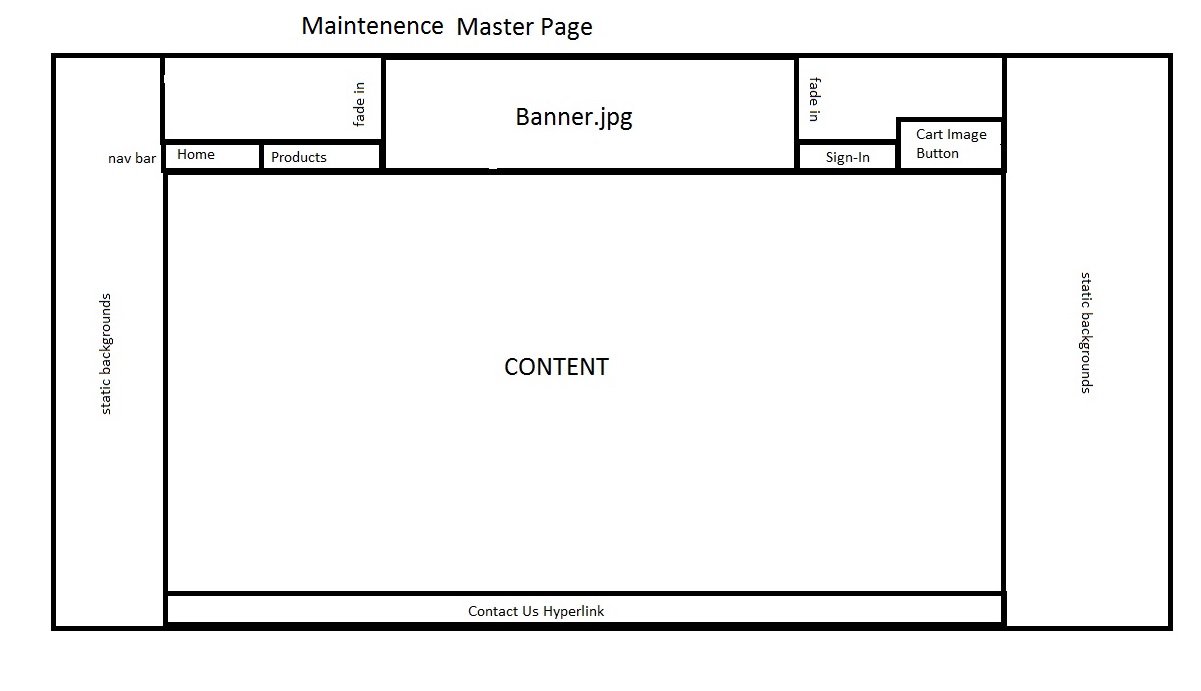 Maintenence Master Page
fade in
Banner.jpg
fade in
Cart Image
Button
nav bar
Home
Products
Sign-In
static backgrounds
CONTENT
static backgrounds
Contact Us Hyperlink